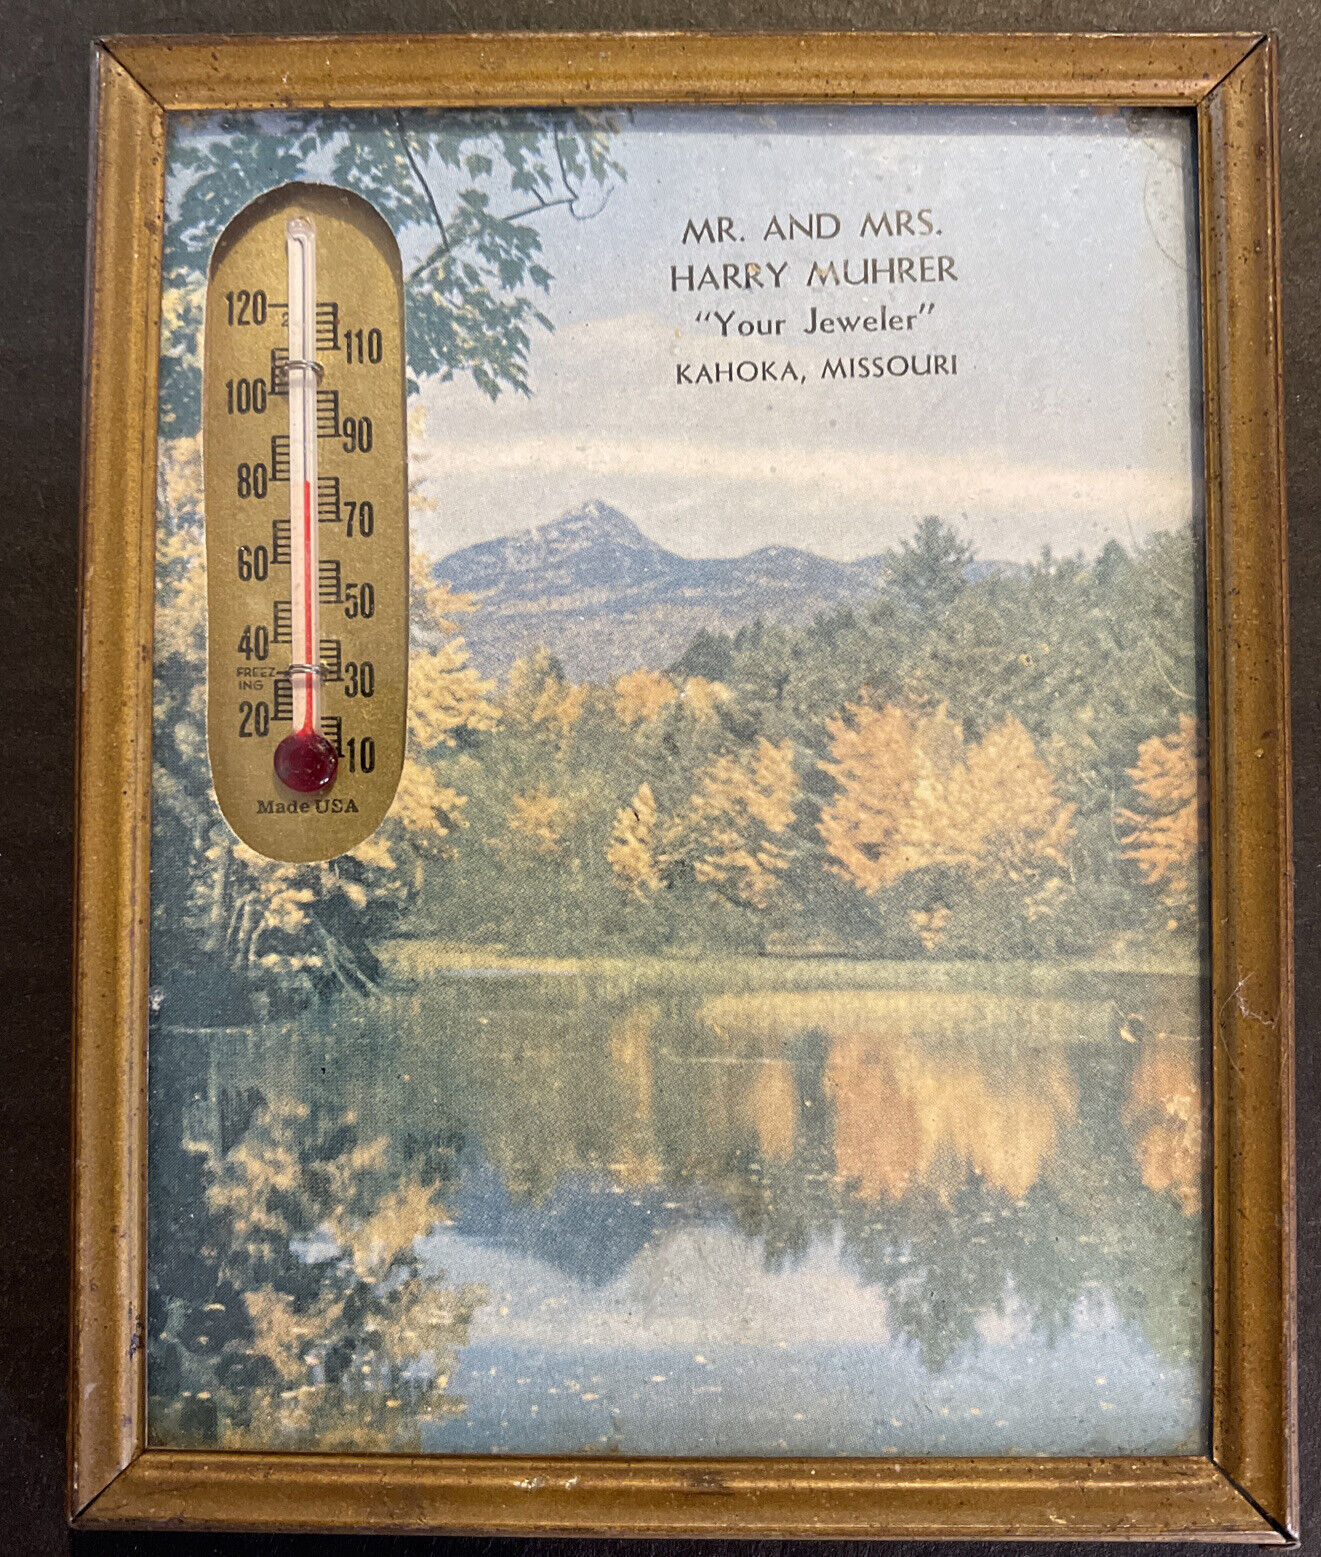 MR. AND MRS.
HARRY MUHRER
"Your Jeweler"
KAHOKA, MISSOURI
120
110
100
90
80
70
60
50
40
FREEZ-
ING
30
20
10
Made USA